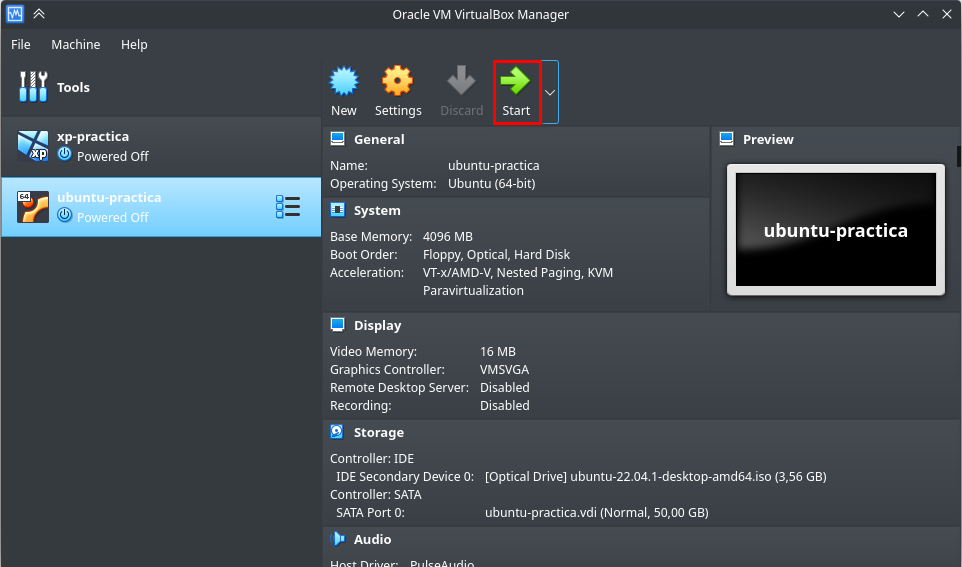 Oracle VM VirtualBox Manager
File Machine Help
Tools
xp-practica
Powered Off
64
ubuntu-practica
Powered Off
New Settings Discard Start
General
Name: ubuntu-practica
Operating System: Ubuntu (64-bit)
Preview
ubuntu-practica
System
Base Memory: 4096 MB
Boot Order: Floppy, Optical, Hard Disk
Acceleration: VT-x/AMD-V, Nested Paging, KVM
Paravirtualization
Display
Video Memory: 16 MB
Graphics Controller: VMSVGA
Remote Desktop Server: Disabled
Recording: Disabled
Storage
Controller: IDE
IDE Secondary Device 0: [Optical Drive] ubuntu-22.04.1-desktop-amd64.iso (3,56 GB)
Controller: SATA
SATA Port 0: ubuntu-practica.vdi (Normal, 50,00 GB)
Audio
Host Driver: PulseAudio